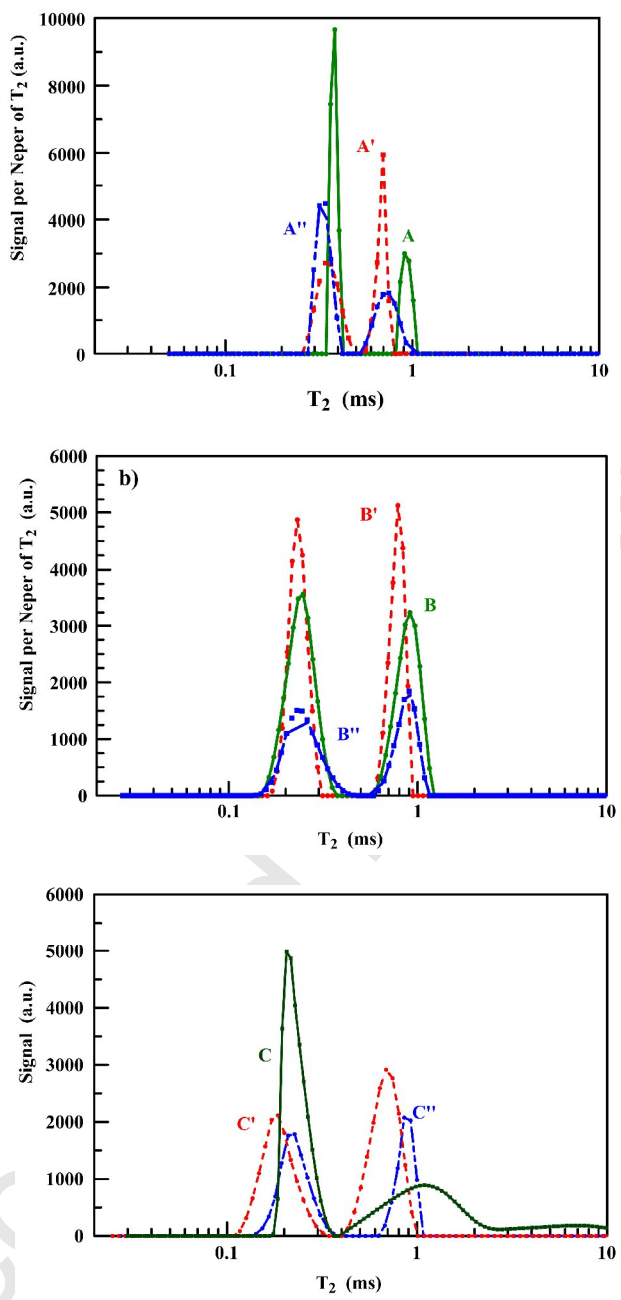 10000
8000
6000
4000
2000
0
Signal per Neper of T2 (a.u.)
A'
A''
A
0.1 1 10
T2 (ms)
6000
5000
4000
3000
2000
1000
0
Signal per Neper of T2 (a.u.)
b)
B'
B
B''
0.1 1 10
T2 (ms)
6000
5000
4000
3000
2000
1000
0
Signal (a.u.)
C
C'
C''
0.1 1 10
T2 (ms)